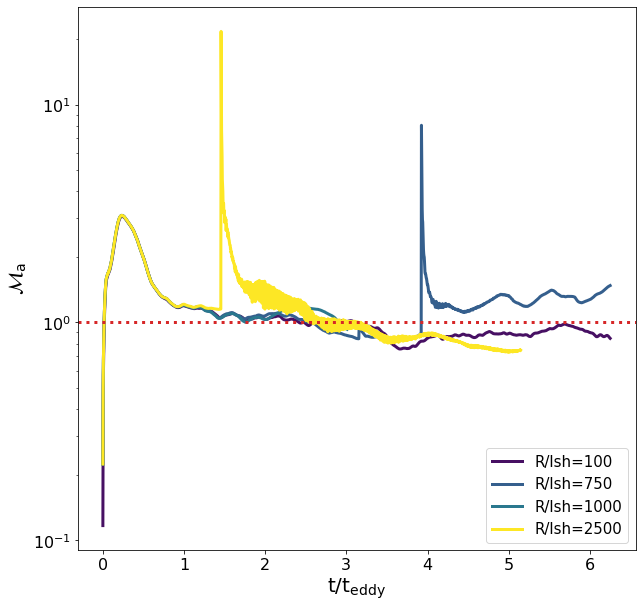 10¹
10⁰
10⁻¹
ℳₐ
0 1 2 3 4 5 6
t/t_eddy
R/lsh=100
R/lsh=750
R/lsh=1000
R/lsh=2500